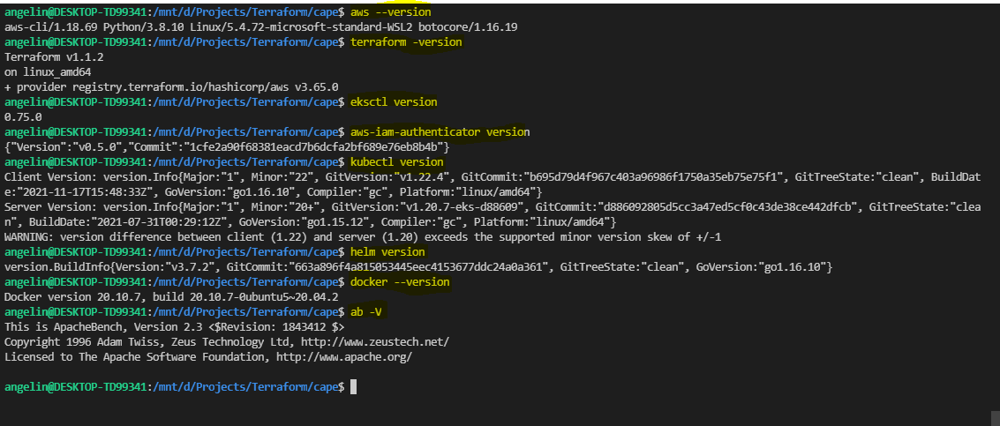 angelin@DESKTOP-TD99341:/mnt/d/Projects/Terraform/cape$ aws --version
aws-cli/1.18.69 Python/3.8.10 Linux/5.4.72-microsoft-standard-WSL2 botocore/1.16.19
angelin@DESKTOP-TD99341:/mnt/d/Projects/Terraform/cape$ terraform -version
Terraform v1.1.2
on linux_amd64
+ provider registry.terraform.io/hashicorp/aws v3.65.0
angelin@DESKTOP-TD99341:/mnt/d/Projects/Terraform/cape$ eksctl version
0.75.0
angelin@DESKTOP-TD99341:/mnt/d/Projects/Terraform/cape$ aws-iam-authenticator version
{"Version":"v0.5.0","Commit":"1cfe2a90f68381eacd7b6dcfa2bf689e76eb8b4b"}
angelin@DESKTOP-TD99341:/mnt/d/Projects/Terraform/cape$ kubectl version
Client Version: version.Info{Major:"1", Minor:"22", GitVersion:"v1.22.4", GitCommit:"b695d79d4f967c403a96986f1750a35eb75e75f1", GitTreeState:"clean", BuildDat
e:"2021-11-17T15:48:33Z", GoVersion:"go1.16.10", Compiler:"gc", Platform:"linux/amd64"}
Server Version: version.Info{Major:"1", Minor:"20+", GitVersion:"v1.20.7-eks-d88609", GitCommit:"d886092805d5cc3a47ed5cf0c43de38ce442dfcb", GitTreeState:"clea
n", BuildDate:"2021-07-31T00:29:12Z", GoVersion:"go1.15.12", Compiler:"gc", Platform:"linux/amd64"}
WARNING: version difference between client (1.22) and server (1.20) exceeds the supported minor version skew of +/-1
angelin@DESKTOP-TD99341:/mnt/d/Projects/Terraform/cape$ helm version
version.BuildInfo{Version:"v3.7.2", GitCommit:"663a896f4a815053445eec4153677ddc24a0a361", GitTreeState:"clean", GoVersion:"go1.16.10"}
angelin@DESKTOP-TD99341:/mnt/d/Projects/Terraform/cape$ docker --version
Docker version 20.10.7, build 20.10.7-0ubuntu5~20.04.2
angelin@DESKTOP-TD99341:/mnt/d/Projects/Terraform/cape$ ab -V
This is ApacheBench, Version 2.3 <$Revision: 1843412 $>
Copyright 1996 Adam Twiss, Zeus Technology Ltd, http://www.zeustech.net/
Licensed to The Apache Software Foundation, http://www.apache.org/
angelin@DESKTOP-TD99341:/mnt/d/Projects/Terraform/cape$